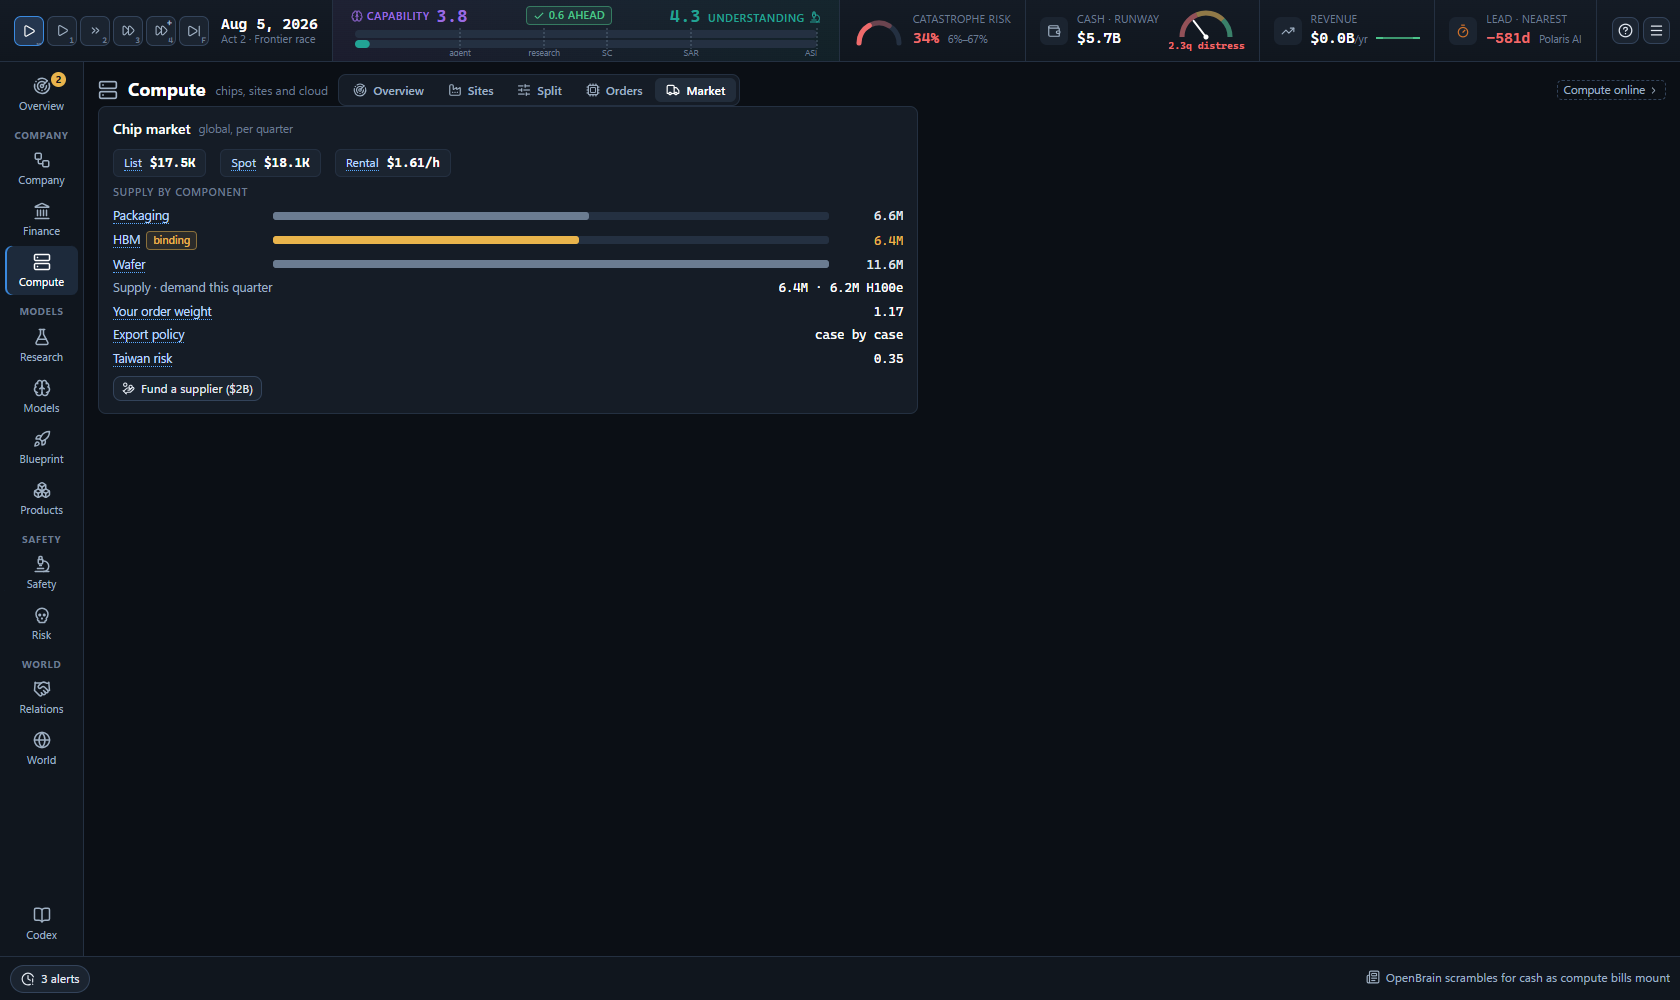 Aug 5, 2026
Act 2 · Frontier race
1
2
3
4
F
CAPABILITY 3.8
0.6 AHEAD
4.3 UNDERSTANDING
agent
research
SC
SAR
ASI
CATASTROPHE RISK
34% 6%–67%
CASH · RUNWAY
$5.7B
2.3q distress
REVENUE
$0.0B/yr
LEAD · NEAREST
−581d Polaris AI
2
Overview
COMPANY
Company
Finance
Compute
MODELS
Research
Models
Blueprint
Products
SAFETY
Safety
Risk
WORLD
Relations
World
Codex
Compute chips, sites and cloud
Overview
Sites
Split
Orders
Market
Compute online ›
Chip market global, per quarter
List $17.5K
Spot $18.1K
Rental $1.61/h
SUPPLY BY COMPONENT
Packaging 6.6M
HBM binding 6.4M
Wafer 11.6M
Supply · demand this quarter 6.4M · 6.2M H100e
Your order weight 1.17
Export policy case by case
Taiwan risk 0.35
Fund a supplier ($2B)
3 alerts
OpenBrain scrambles for cash as compute bills mount